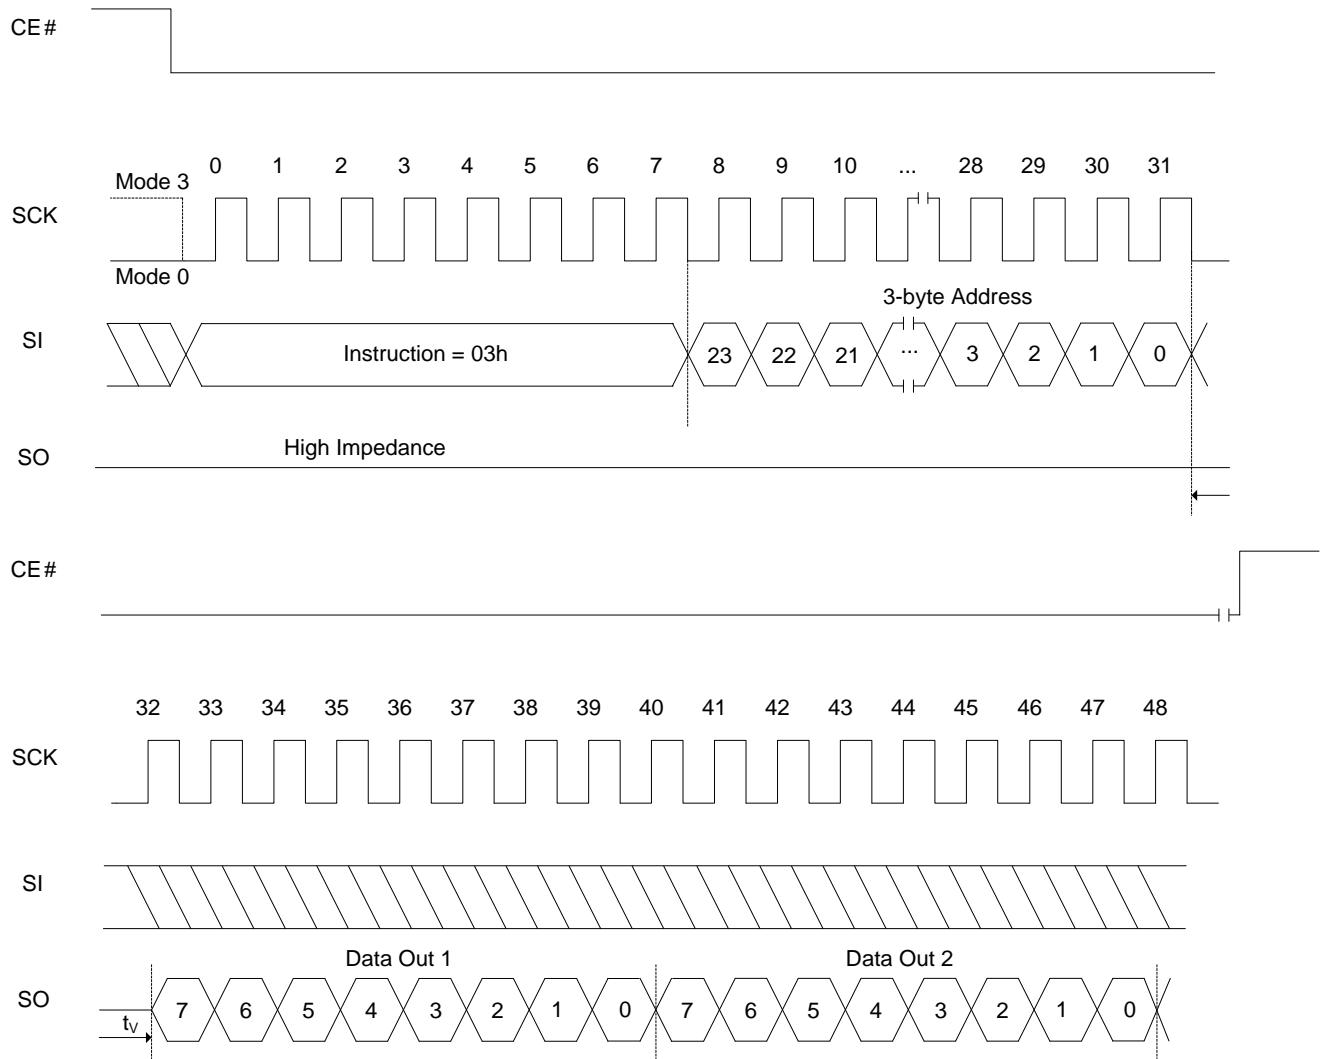 CE#
0 1 2 3 4 5 6 7 8 9 10 ... 28 29 30 31
Mode 3
SCK
Mode 0
3-byte Address
SI
Instruction = 03h 23 22 21 ... 3 2 1 0
High Impedance
SO
CE#
32 33 34 35 36 37 38 39 40 41 42 43 44 45 46 47 48
SCK
SI
Data Out 1 Data Out 2
SO
7 6 5 4 3 2 1 0 7 6 5 4 3 2 1 0
tV